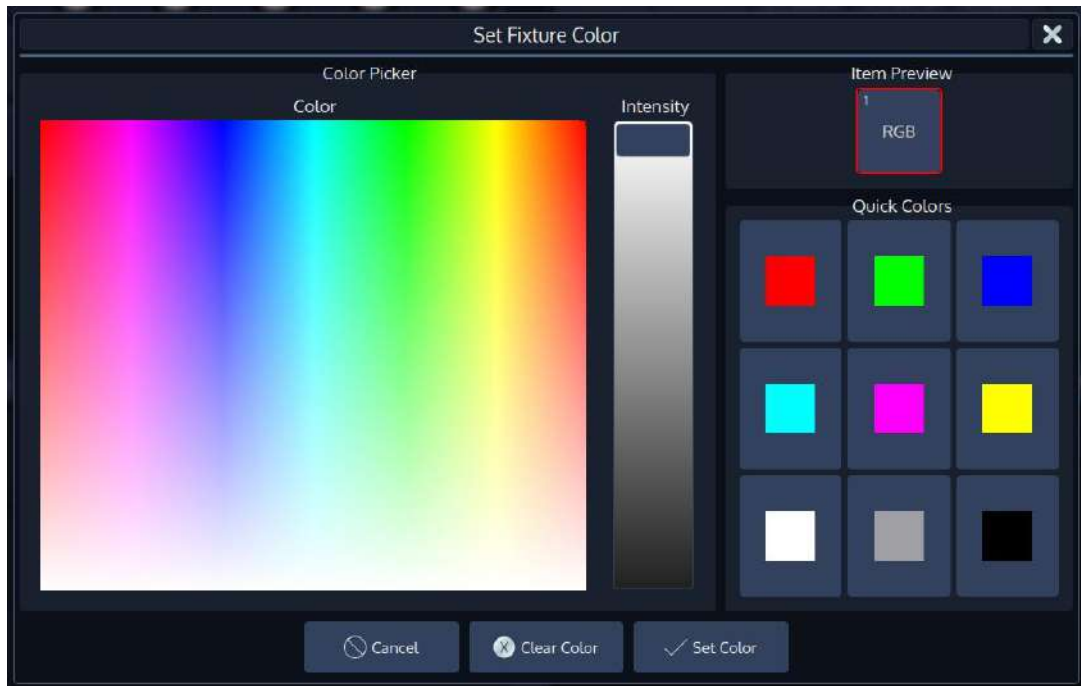 Set Fixture Color
Color Picker
Color
Intensity
Item Preview
1
RGB
Quick Colors
Cancel
Clear Color
Set Color